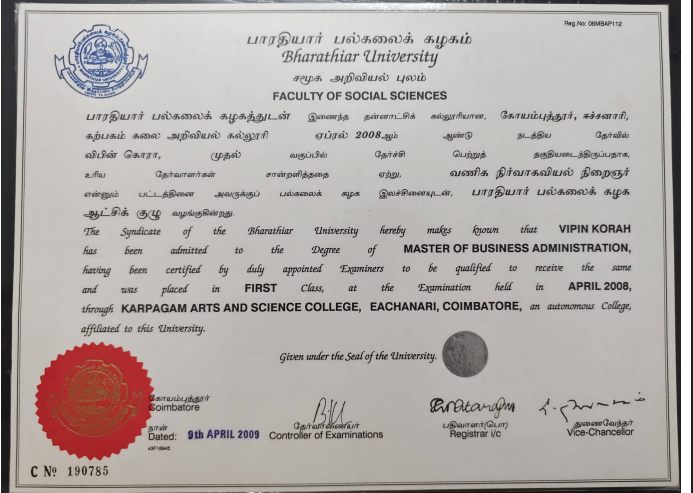 Reg.No: 06MBAP112
பாரதியார் பல்கலைக் கழகம்
Bharathiar University
சமூக அறிவியல் புலம்
FACULTY OF SOCIAL SCIENCES
பாரதியார் பல்கலைக் கழகத்துடன் இணைந்த தன்னாட்சிக் கல்லூரியான, கோயம்புத்தூர், ஈச்சனாரி,
கற்பகம் கலை அறிவியல் கல்லூரி ஏப்ரல் 2008ஆம் ஆண்டு நடத்திய தேர்வில்
விபின் கொரா, முதல் வகுப்பில் தேர்ச்சி பெற்றுத் தகுதியடைந்திருப்பதாக,
உரிய தேர்வாளர்கள் சான்றளித்ததை ஏற்று, வணிக நிர்வாகவியல் நிறைஞர்
என்னும் பட்டத்தினை அவருக்குப் பல்கலைக் கழக இலச்சினையுடன், பாரதியார் பல்கலைக் கழக
ஆட்சிக் குழு வழங்குகின்றது.
The Syndicate of the Bharathiar University hereby makes known that VIPIN KORAH
has been admitted to the Degree of MASTER OF BUSINESS ADMINISTRATION,
having been certified by duly appointed Examiners to be qualified to receive the same
and was placed in FIRST Class, at the Examination held in APRIL 2008,
through KARPAGAM ARTS AND SCIENCE COLLEGE, EACHANARI, COIMBATORE, an autonomous College,
affiliated to this University.
Given under the Seal of the University.
கோயம்புத்தூர்
Coimbatore
நாள்
Dated: 9th APRIL 2009
தேர்வாணையர்
Controller of Examinations
பதிவாளர்(பொ)
Registrar i/c
துணைவேந்தர்
Vice-Chancellor
C Nº 190785